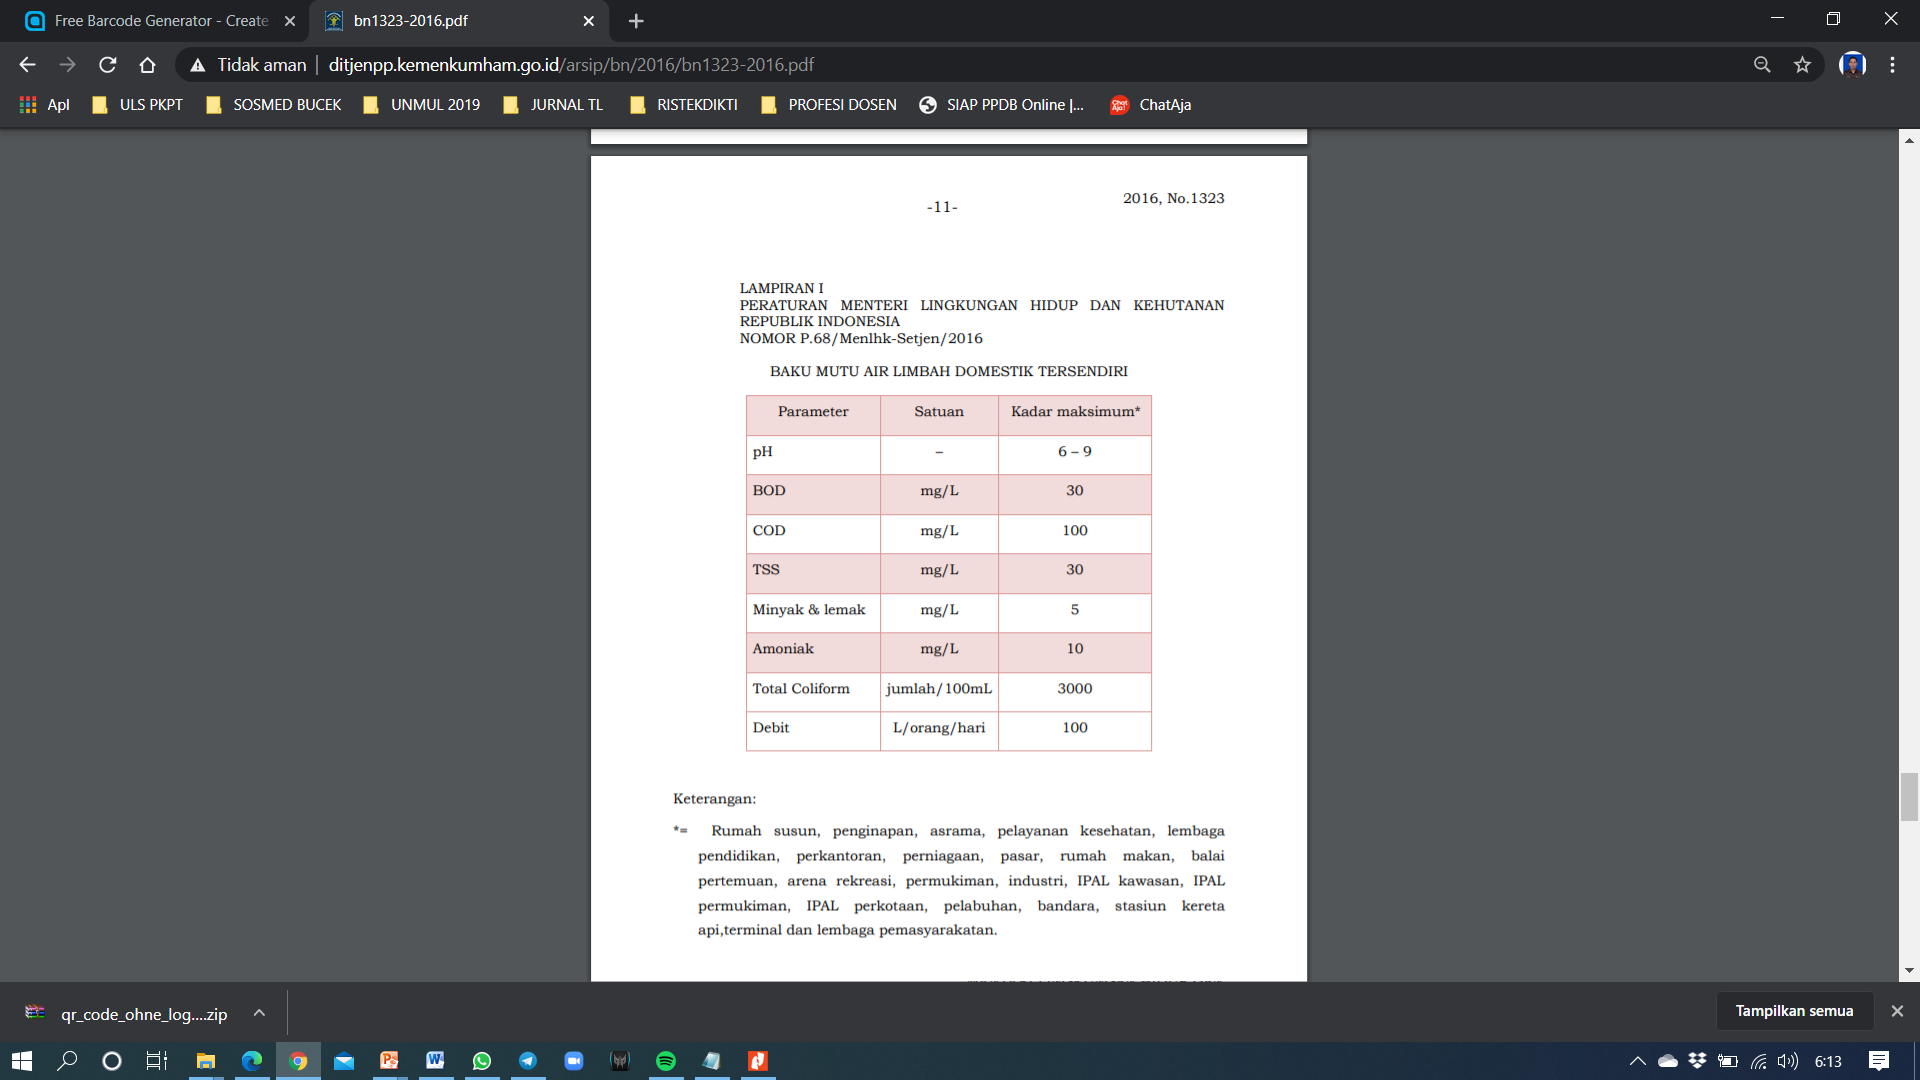 Free Barcode Generator - Create
bn1323-2016.pdf
Tidak aman
ditjenpp.kemenkumham.go.id/arsip/bn/2016/bn1323-2016.pdf
Apl
ULS PKPT
SOSMED BUCEK
UNMUL 2019
JURNAL TL
RISTEKDIKTI
PROFESI DOSEN
SIAP PPDB Online |...
ChatAja
2016, No.1323
-11-
LAMPIRAN I
PERATURAN MENTERI LINGKUNGAN HIDUP DAN KEHUTANAN
REPUBLIK INDONESIA
NOMOR P.68/Menlhk-Setjen/2016
BAKU MUTU AIR LIMBAH DOMESTIK TERSENDIRI
Parameter Satuan Kadar maksimum*
pH – 6 – 9
BOD mg/L 30
COD mg/L 100
TSS mg/L 30
Minyak & lemak mg/L 5
Amoniak mg/L 10
Total Coliform jumlah/100mL 3000
Debit L/orang/hari 100
Keterangan:
*= Rumah susun, penginapan, asrama, pelayanan kesehatan, lembaga
pendidikan, perkantoran, perniagaan, pasar, rumah makan, balai
pertemuan, arena rekreasi, permukiman, industri, IPAL kawasan, IPAL
permukiman, IPAL perkotaan, pelabuhan, bandara, stasiun kereta
api,terminal dan lembaga pemasyarakatan.
qr_code_ohne_log....zip
Tampilkan semua
6:13